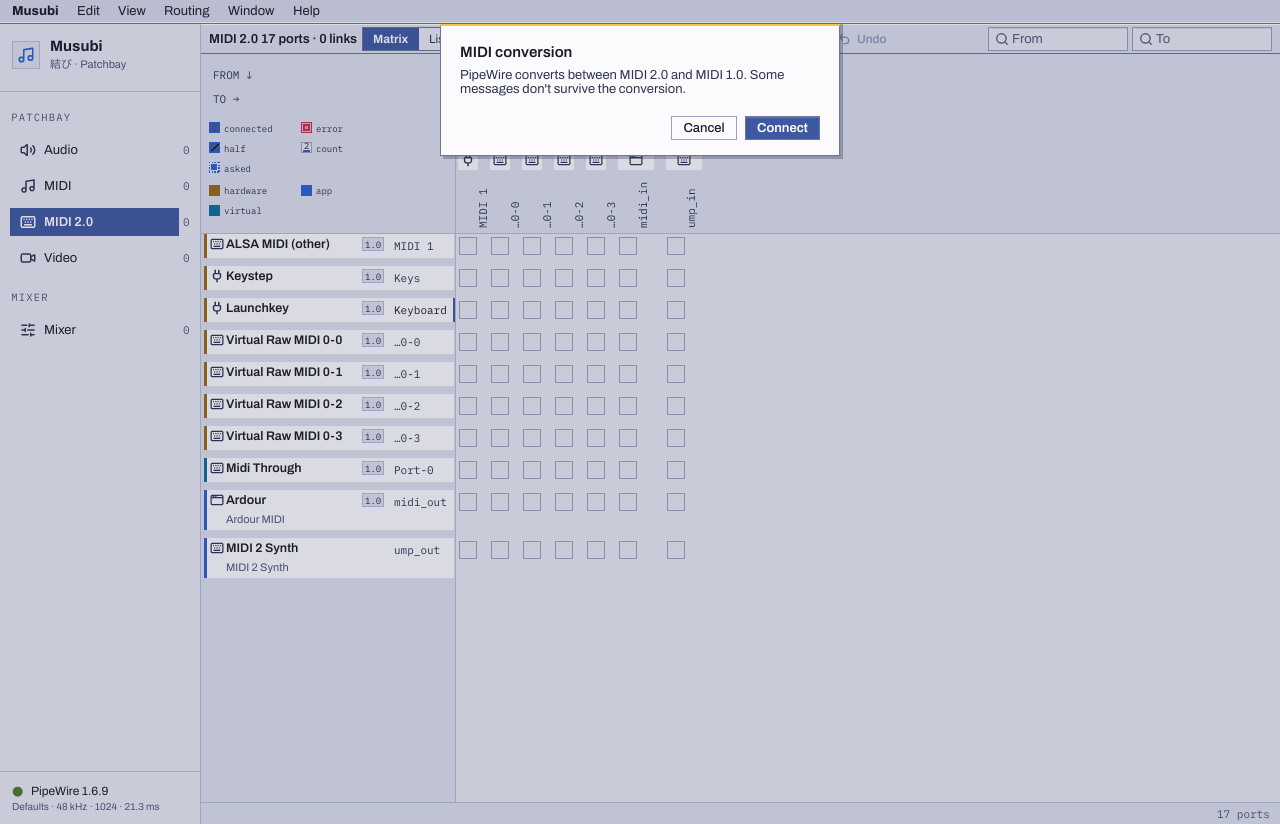 Musubi Edit View Routing Window Help
Musubi
結び · Patchbay
PATCHBAY
Audio 0
MIDI 0
MIDI 2.0 0
Video 0
MIXER
Mixer 0
PipeWire 1.6.9
Defaults · 48 kHz · 1024 · 21.3 ms
MIDI 2.0 17 ports · 0 links Matrix Undo From To
MIDI conversion
PipeWire converts between MIDI 2.0 and MIDI 1.0. Some
messages don't survive the conversion.
Cancel Connect
FROM ↓
TO →
connected error
half 2 count
asked
hardware app
virtual
MIDI 1
…0-0
…0-1
…0-2
…0-3
midi_in
ump_in
ALSA MIDI (other) 1.0 MIDI 1
Keystep 1.0 Keys
Launchkey 1.0 Keyboard
Virtual Raw MIDI 0-0 1.0 …0-0
Virtual Raw MIDI 0-1 1.0 …0-1
Virtual Raw MIDI 0-2 1.0 …0-2
Virtual Raw MIDI 0-3 1.0 …0-3
Midi Through 1.0 Port-0
Ardour 1.0 midi_out
Ardour MIDI
MIDI 2 Synth ump_out
MIDI 2 Synth
17 ports